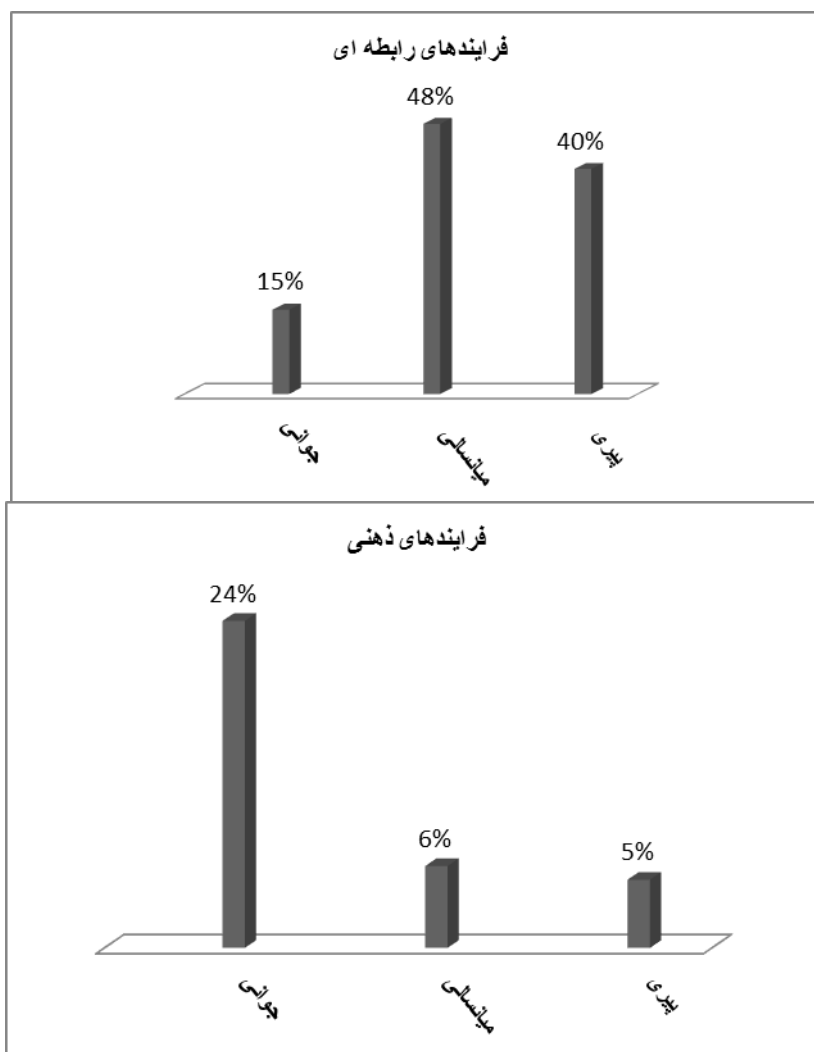 فرایندهای رابطه ای
48%
40%
15%
جوانی
میانسالی
پیری
فرایندهای ذهنی
24%
6%
5%
جوانی
میانسالی
پیری